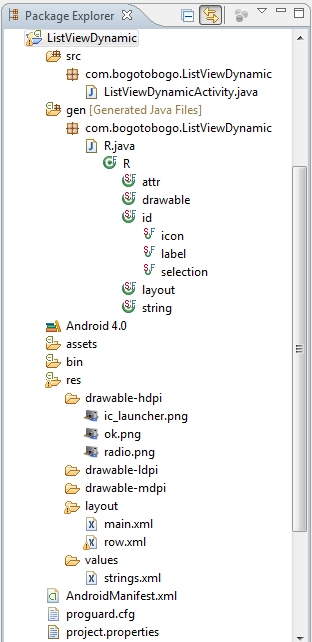 Package Explorer
ListViewDynamic
src
com.bogotobogo.ListViewDynamic
ListViewDynamicActivity.java
gen [Generated Java Files]
com.bogotobogo.ListViewDynamic
R.java
R
attr
drawable
id
icon
label
selection
layout
string
Android 4.0
assets
bin
res
drawable-hdpi
ic_launcher.png
ok.png
radio.png
drawable-ldpi
drawable-mdpi
layout
main.xml
row.xml
values
strings.xml
AndroidManifest.xml
proguard.cfg
project.properties